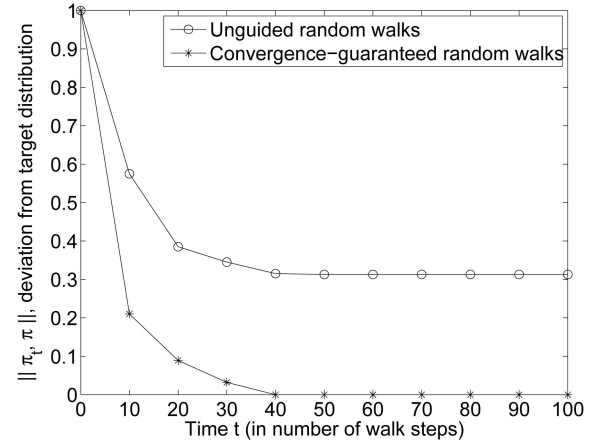 Unguided random walks
Convergence−guaranteed random walks
|| πt, π ||, deviation from target distribution
1
0.9
0.8
0.7
0.6
0.5
0.4
0.3
0.2
0.1
0
0 10 20 30 40 50 60 70 80 90 100
Time t (in number of walk steps)